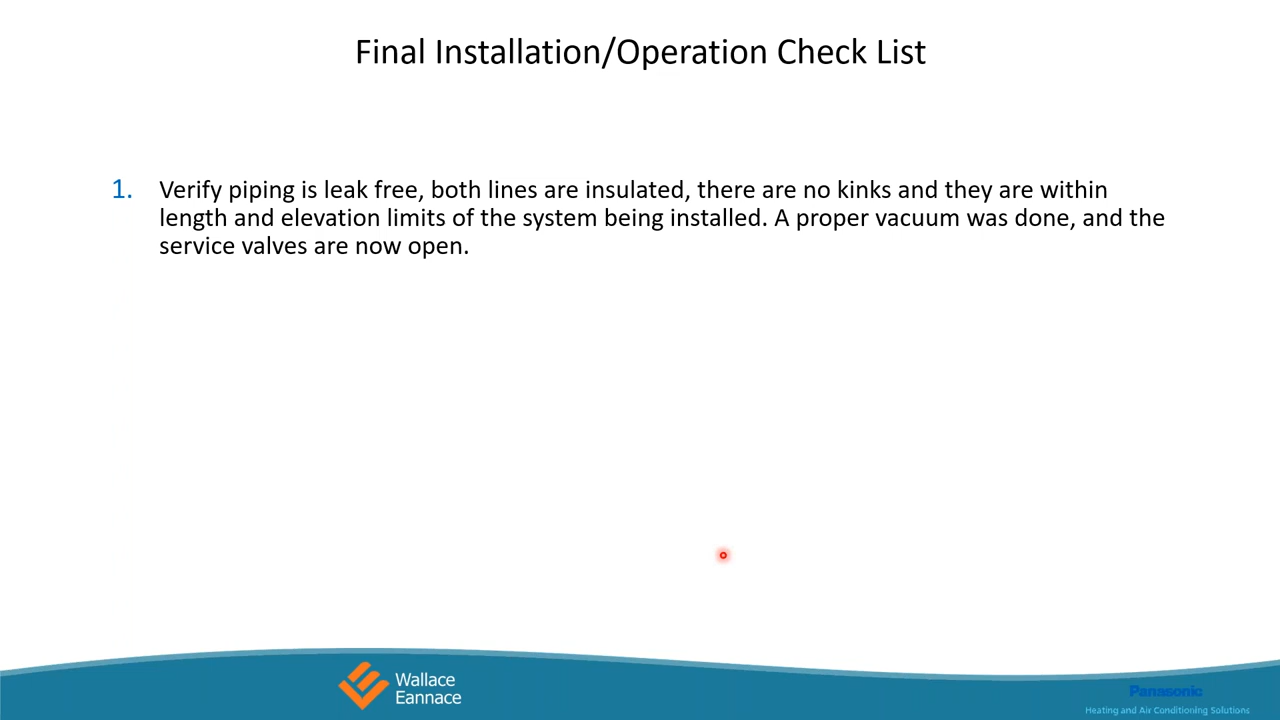 Final Installation/Operation Check List
1. Verify piping is leak free, both lines are insulated, there are no kinks and they are within
length and elevation limits of the system being installed. A proper vacuum was done, and the
service valves are now open.
Wallace
Eannace
Panasonic
Heating and Air Conditioning Solutions